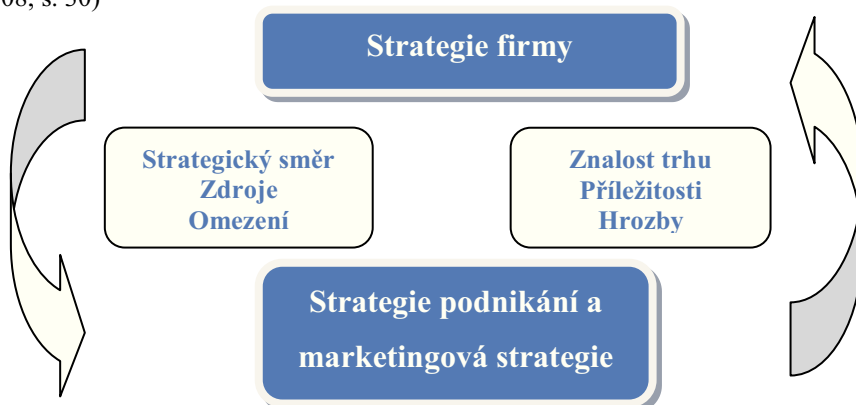 08, s. 30)
Strategie firmy
Strategický směr
Zdroje
Omezení
Znalost trhu
Příležitosti
Hrozby
Strategie podnikání a
marketingová strategie